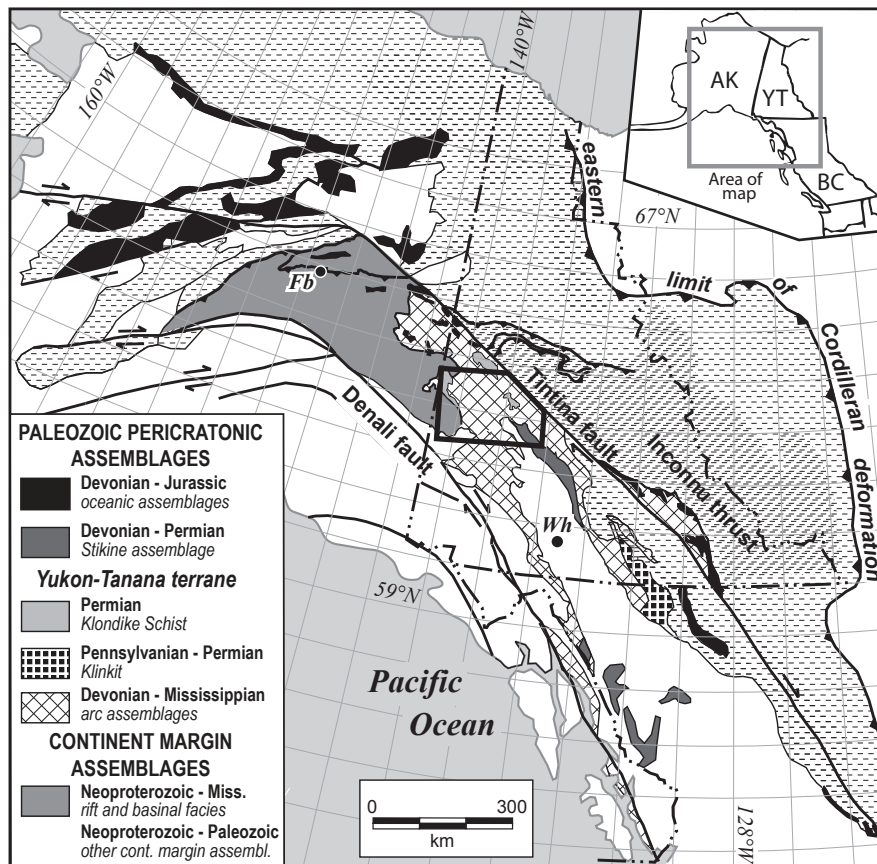 160°W
140°W
AK
YT
BC
Area of
map
67°N
eastern
limit
of
Cordilleran
deformation
Fb
Tintina fault
Denali fault
Inconnu thrust
Wh
59°N
Pacific
Ocean
128°W
0
300
km
PALEOZOIC PERICRATONIC
ASSEMBLAGES
Devonian - Jurassic
oceanic assemblages
Devonian - Permian
Stikine assemblage
Yukon-Tanana terrane
Permian
Klondike Schist
Pennsylvanian - Permian
Klinkit
Devonian - Mississippian
arc assemblages
CONTINENT MARGIN
ASSEMBLAGES
Neoproterozoic - Miss.
rift and basinal facies
Neoproterozoic - Paleozoic
other cont. margin assembl.